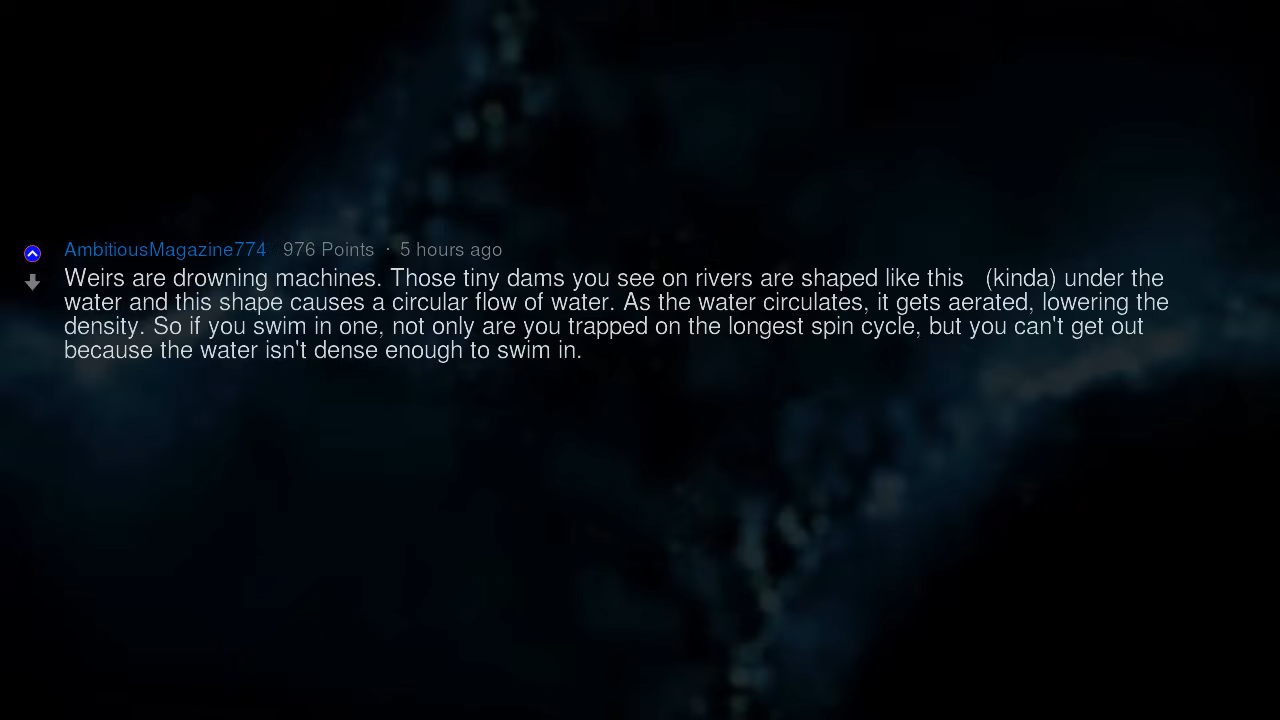 AmbitiousMagazine774 976 Points · 5 hours ago
Weirs are drowning machines. Those tiny dams you see on rivers are shaped like this (kinda) under the
water and this shape causes a circular flow of water. As the water circulates, it gets aerated, lowering the
density. So if you swim in one, not only are you trapped on the longest spin cycle, but you can't get out
because the water isn't dense enough to swim in.